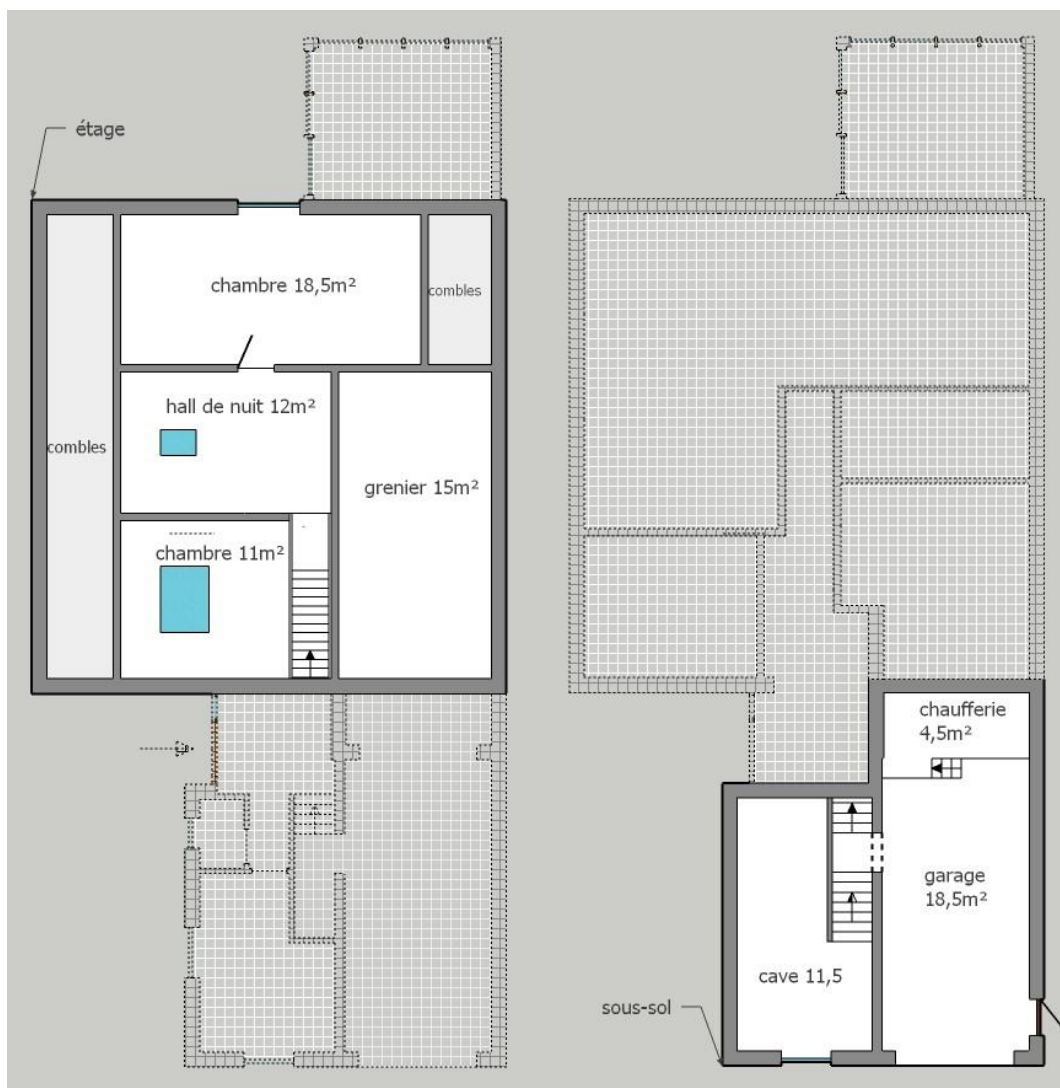 étage
chambre 18,5m²
combles
hall de nuit 12m²
combles
grenier 15m²
chambre 11m²
chaufferie
4,5m²
garage
18,5m²
cave 11,5
sous-sol